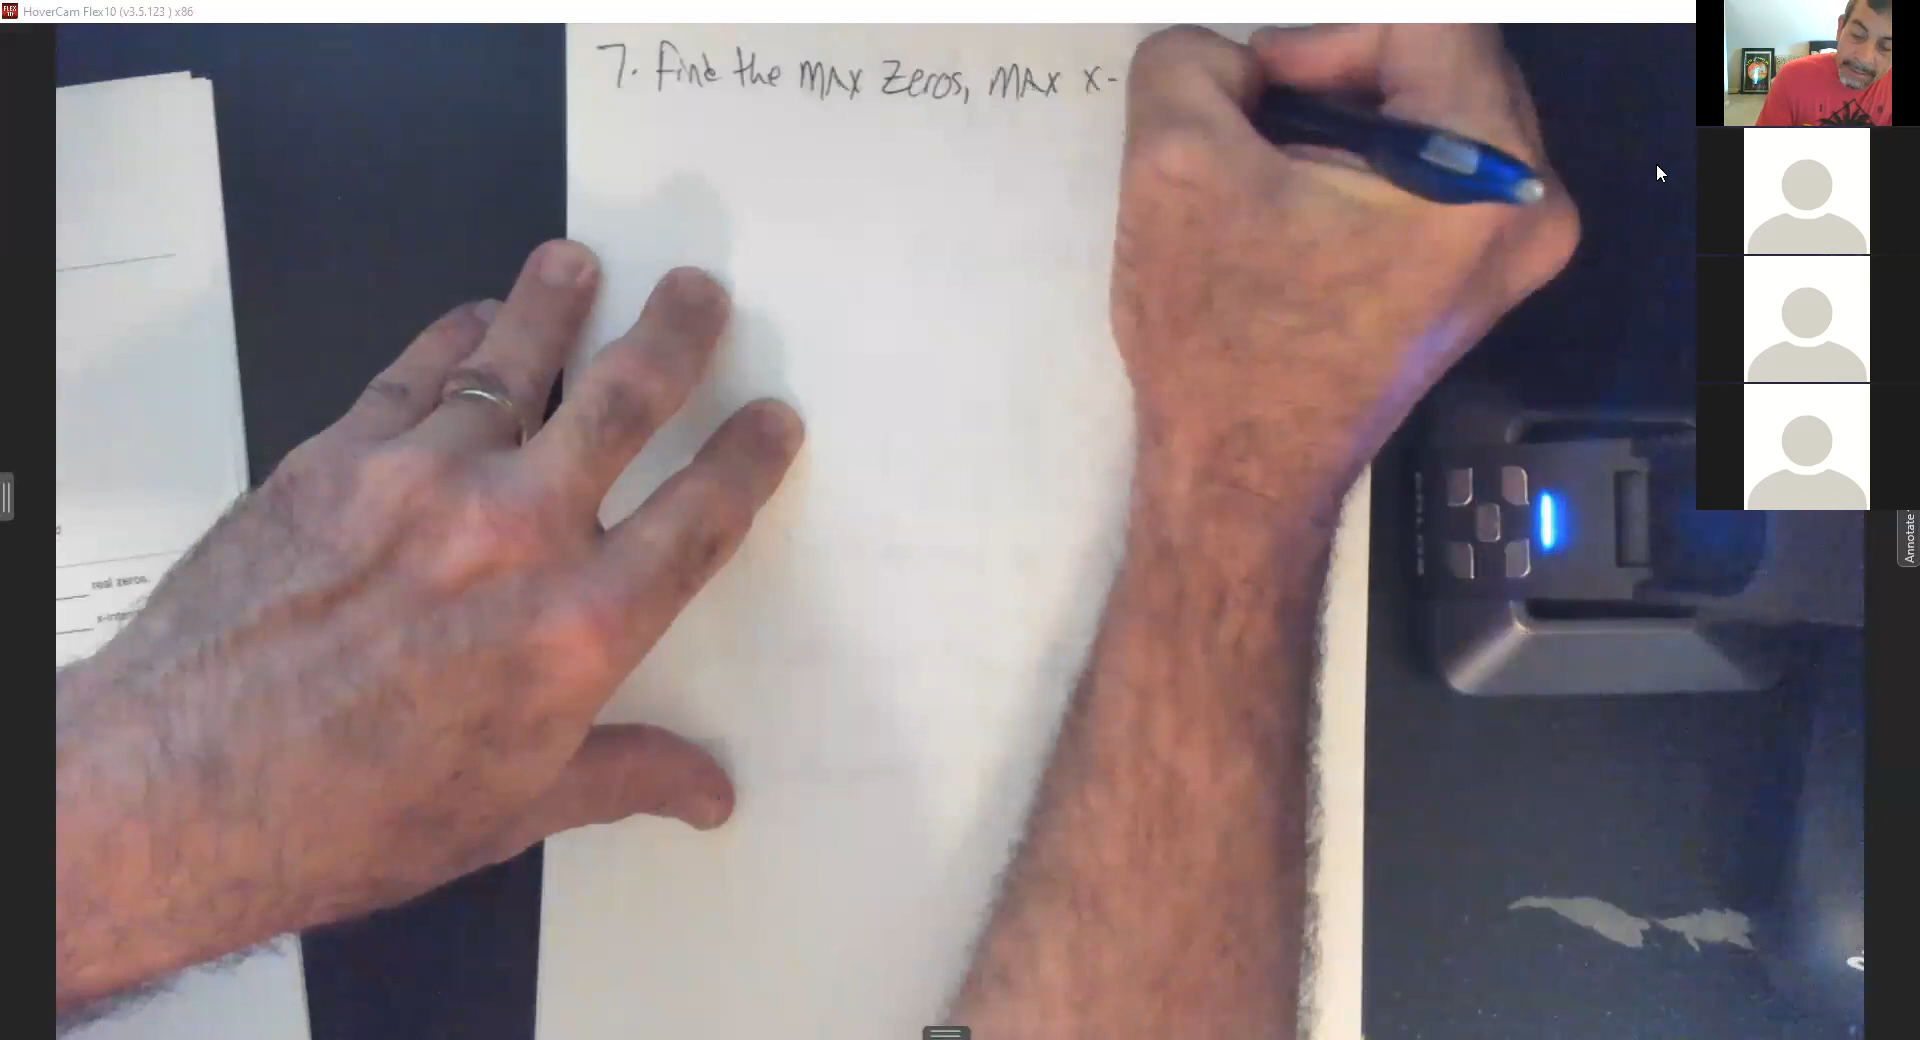 HoverCam Flex10 (v3.5.123 ) x86
7. Find the MAX Zeros, MAX x-
real zeros.
Annotate